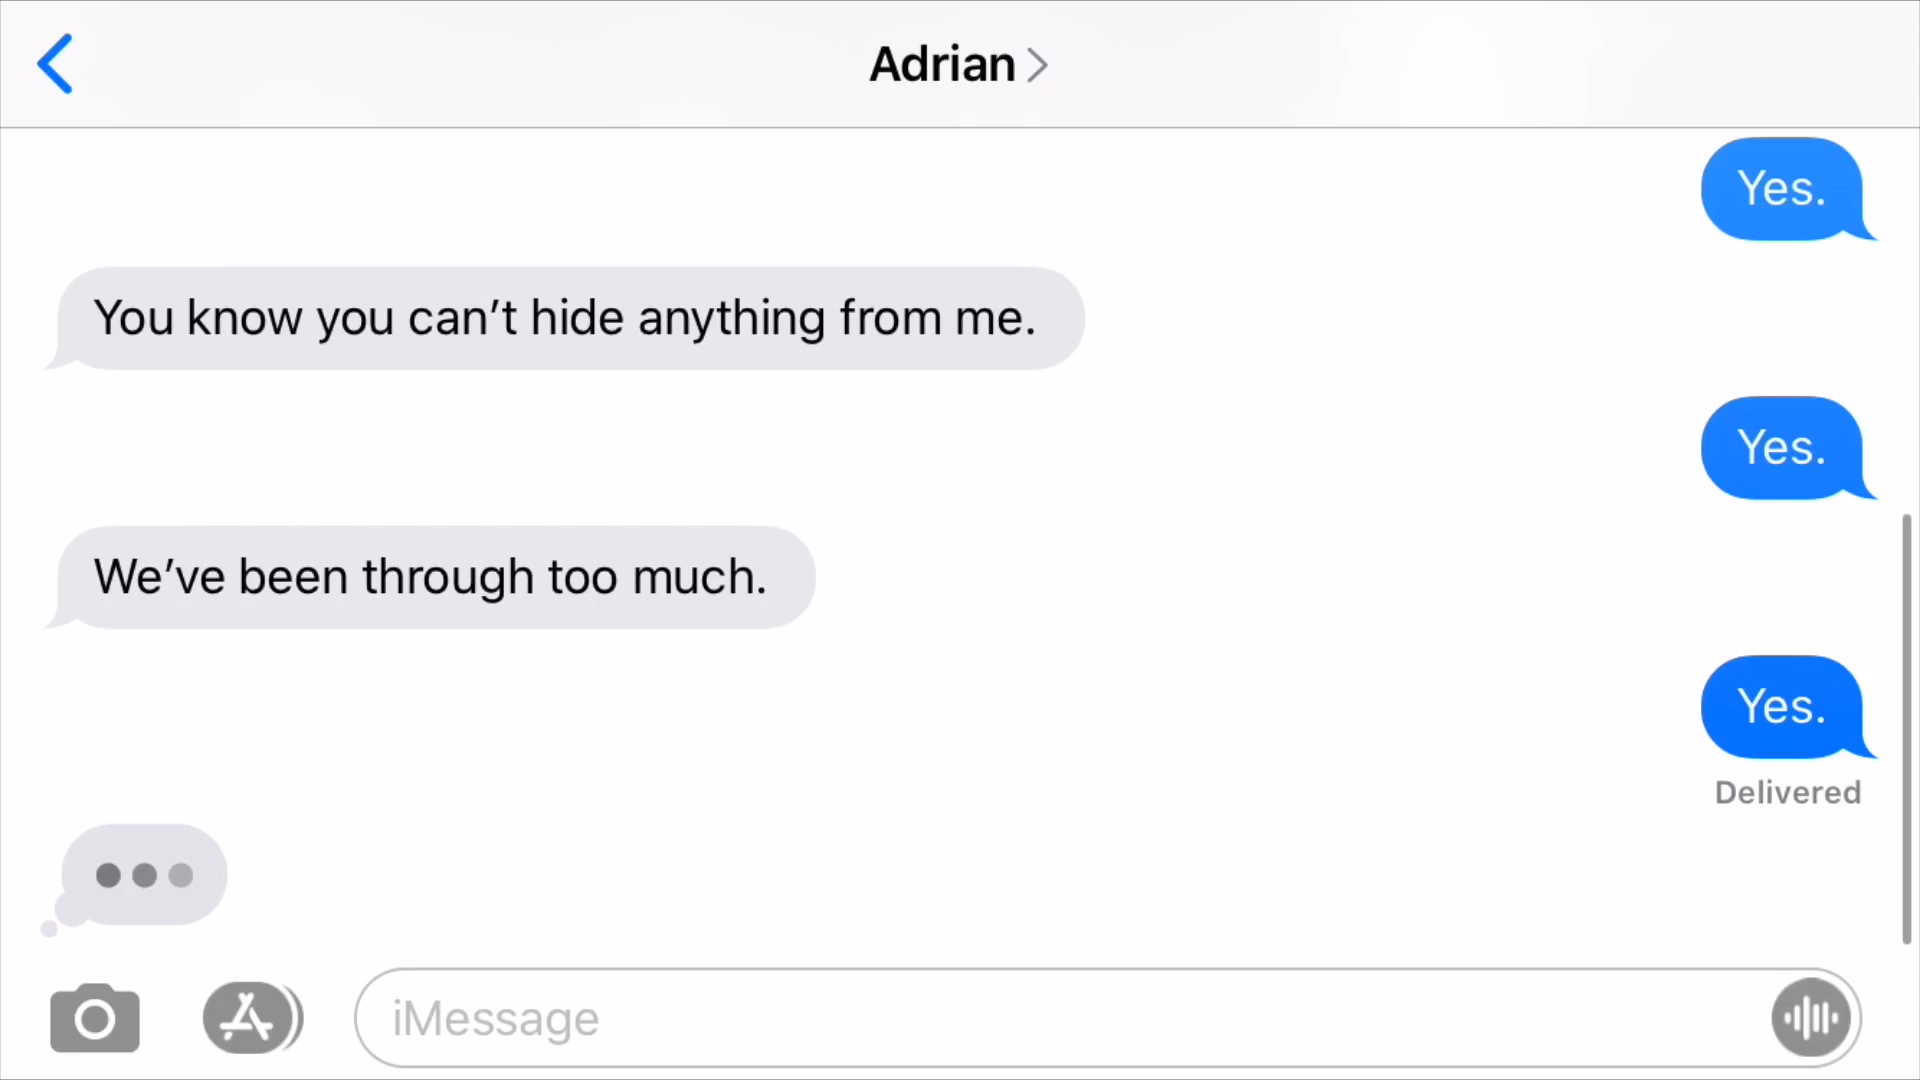 Adrian
Yes.
You know you can’t hide anything from me.
Yes.
We’ve been through too much.
Yes.
Delivered
iMessage